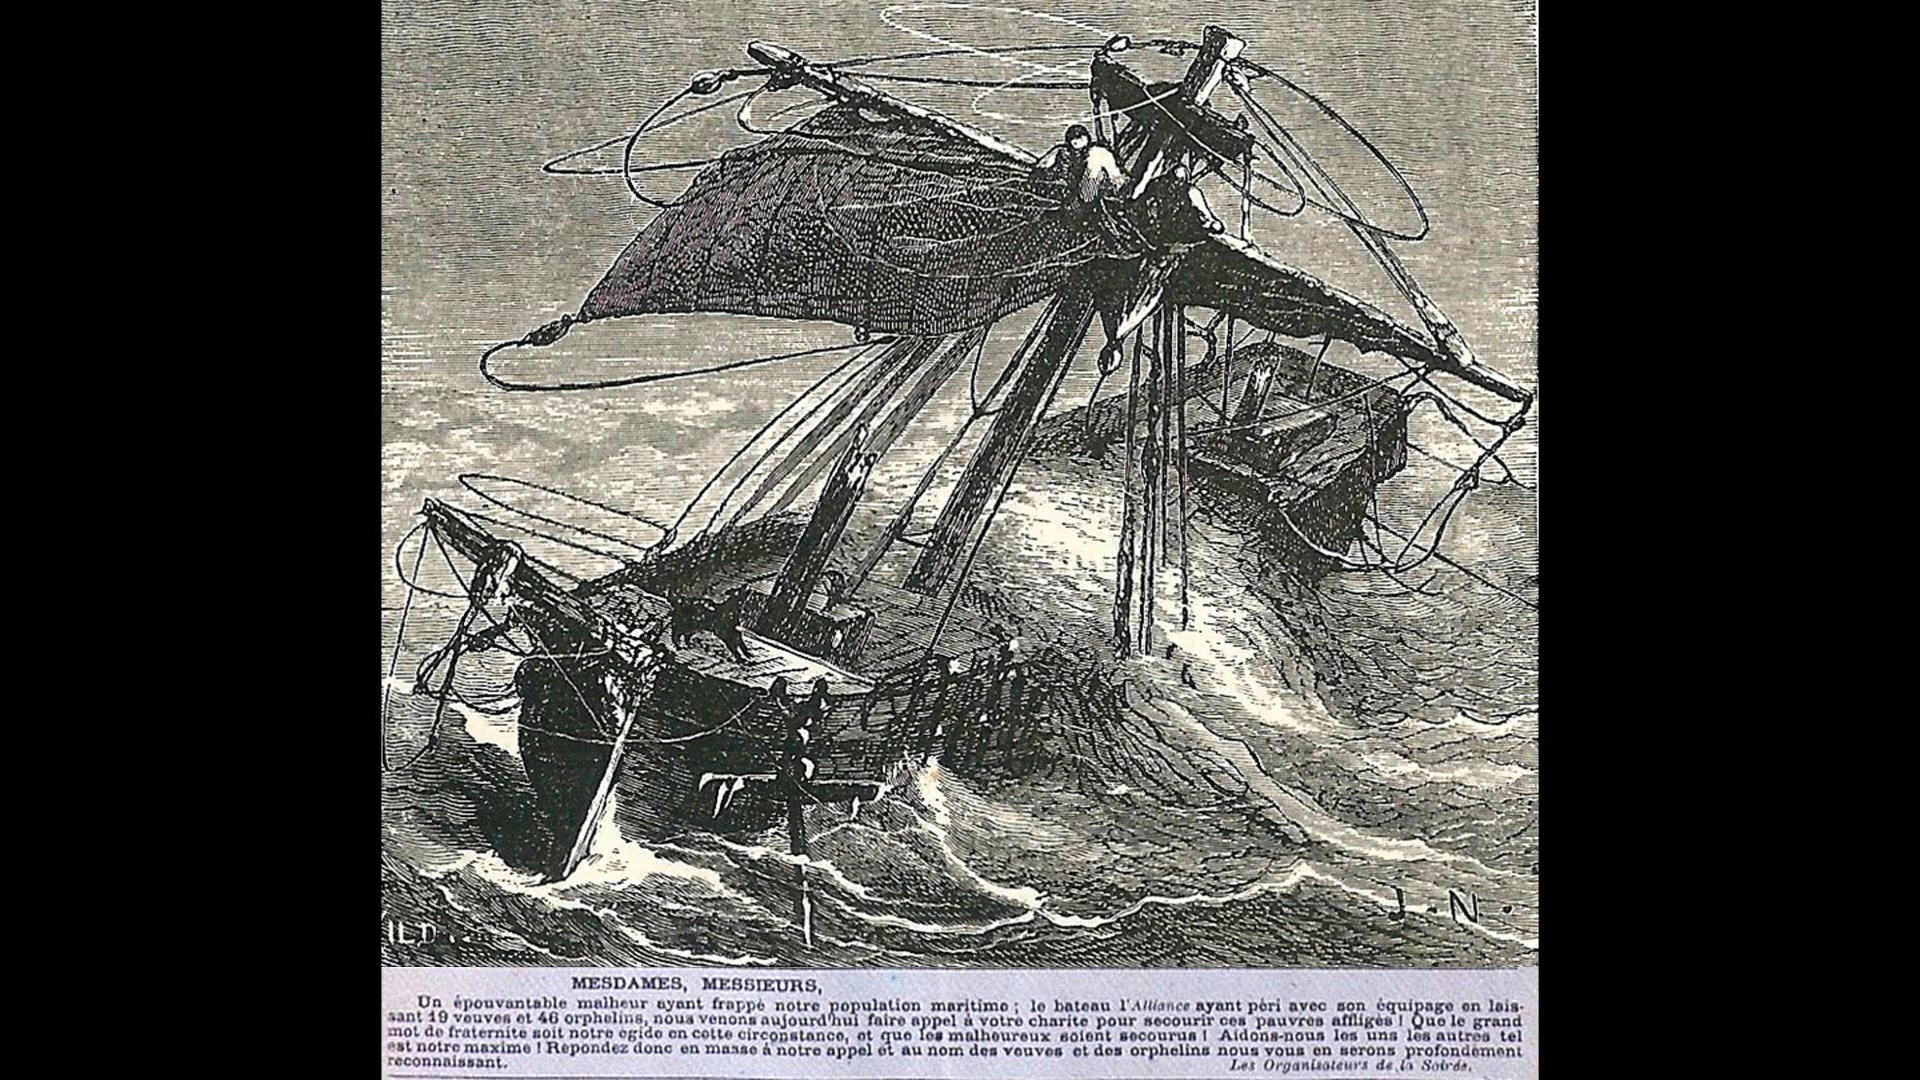 J. N.
ILD
MESDAMES, MESSIEURS,
Un épouvantable malheur ayant frappé notre population maritime ; le bateau l'Alliance ayant péri avec son équipage en lais-
sant 19 veuves et 46 orphelins, nous venons aujourd'hui faire appel à votre charité pour secourir ces pauvres affligés ! Que le grand
mot de fraternité soit notre égide en cette circonstance, et que les malheureux soient secourus ! Aidons-nous les uns les autres tel
est notre maxime ! Répondez donc en masse à notre appel et au nom des veuves et des orphelins nous vous en serons profondément
reconnaissant.
Les Organisateurs de la Soirée.